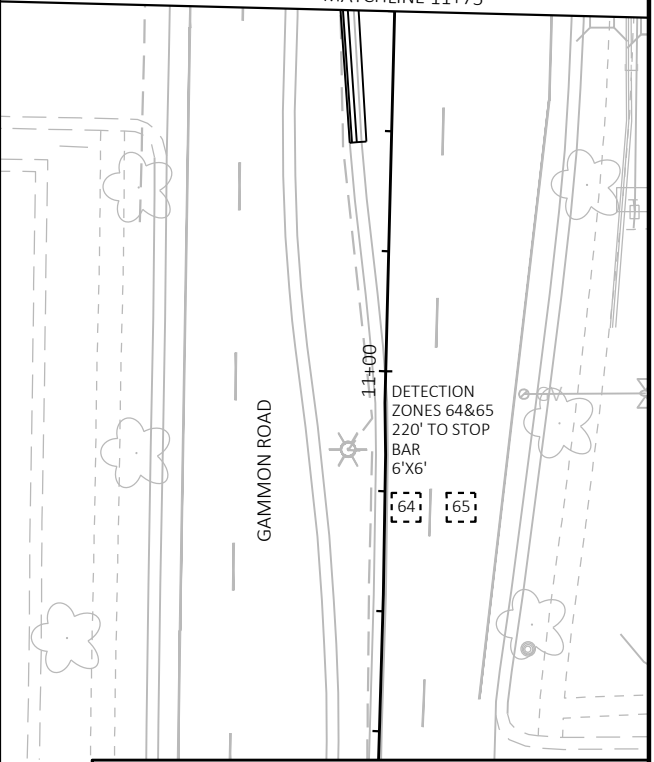 MATCHLINE 11+75
11+00
GAMMON ROAD
DETECTION
ZONES 64&65
220' TO STOP
BAR
6'X6'
64
65